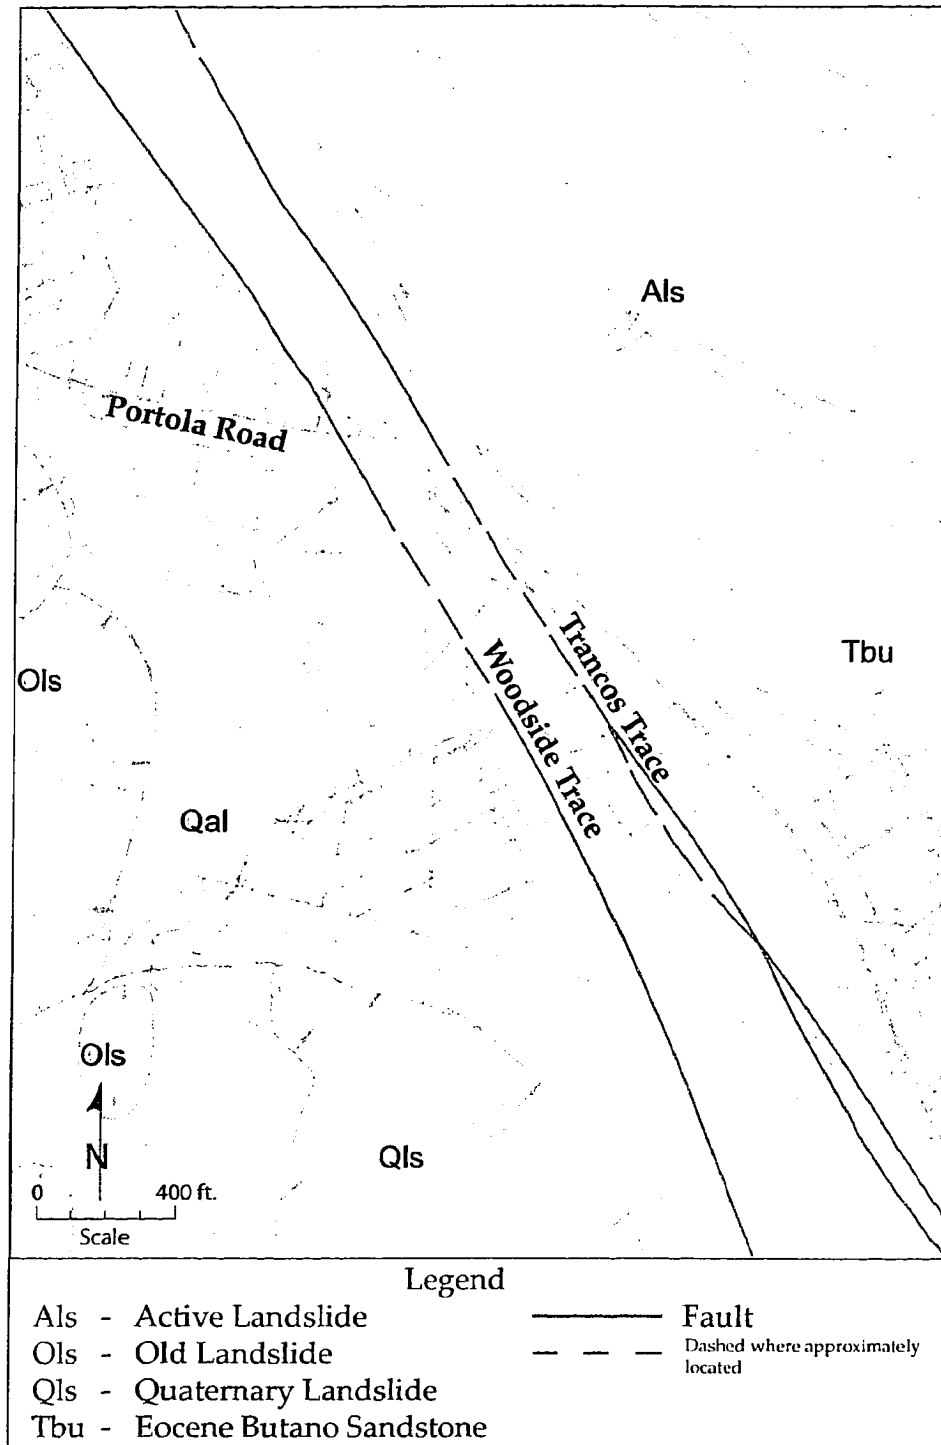 Als
Portola Road
Trancos Trace
Tbu
Woodside Trace
Ols
Qal
Ols
N
Qls
0 400 ft.
Scale
Legend
Als - Active Landslide
Ols - Old Landslide
Qls - Quaternary Landslide
Tbu - Eocene Butano Sandstone
Fault
Dashed where approximately
located